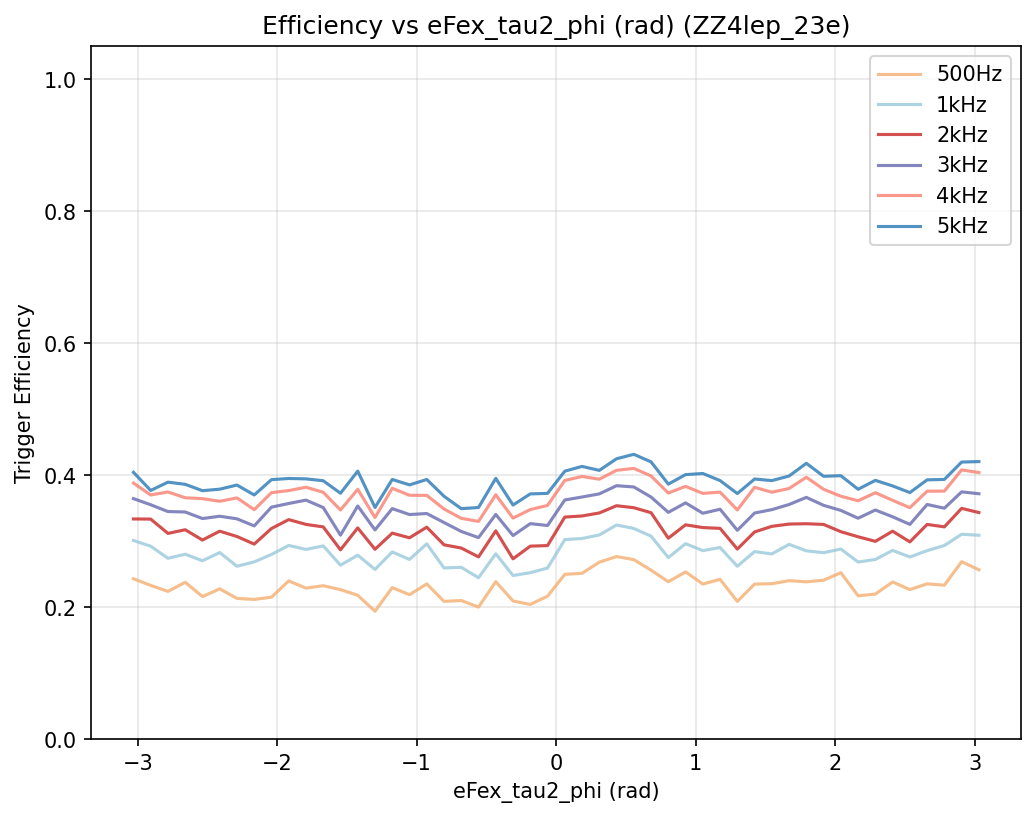 Efficiency vs eFex_tau2_phi (rad) (ZZ4lep_23e)
500Hz
1kHz
2kHz
3kHz
4kHz
5kHz
Trigger Efficiency
1.0
0.8
0.6
0.4
0.2
0.0
−3
−2
−1
0
1
2
3
eFex_tau2_phi (rad)